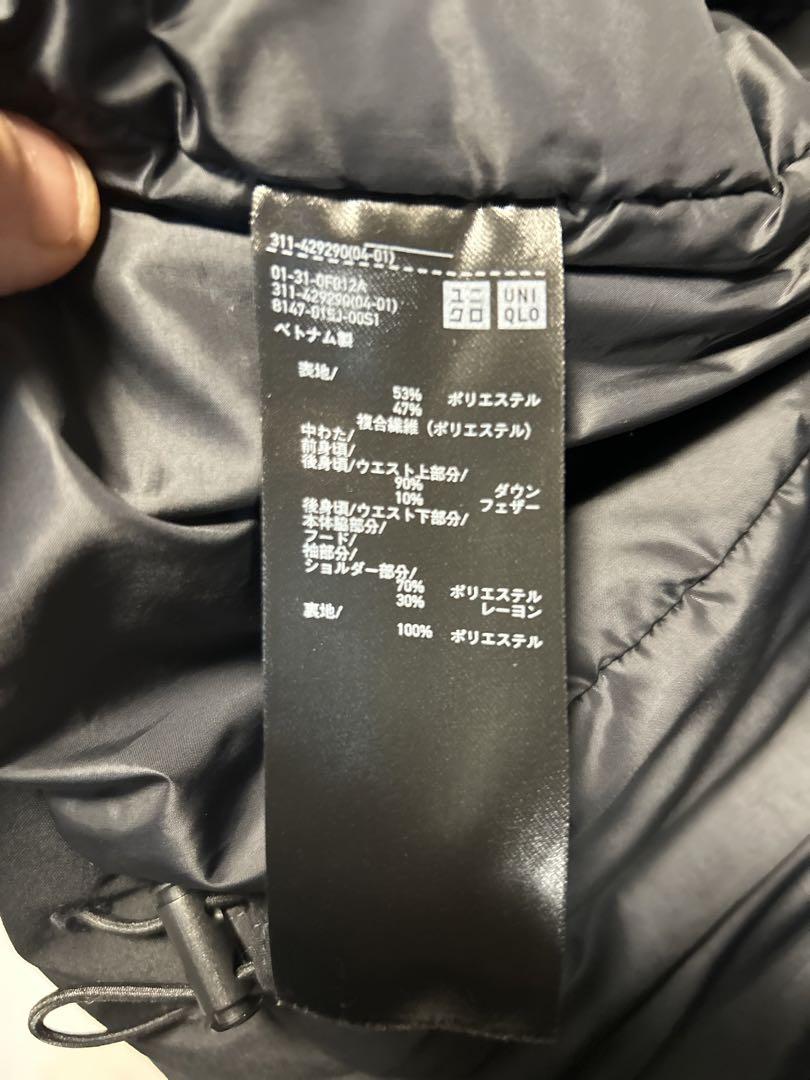 311-429290(04-01)
01-31-0F012A
311-429290(04-01)
8147-01SJ-00S1
ベトナム製
ユニ
クロ
UNI
QLO
表地/
53% ポリエステル
47%
複合繊維（ポリエステル）
中わた/
前身頃/
後身頃/ウエスト上部分/
90% ダウン
10% フェザー
後身頃/ウエスト下部分/
本体脇部分/
フード/
袖部分/
ショルダー部分/
70% ポリエステル
30% レーヨン
裏地/
100% ポリエステル